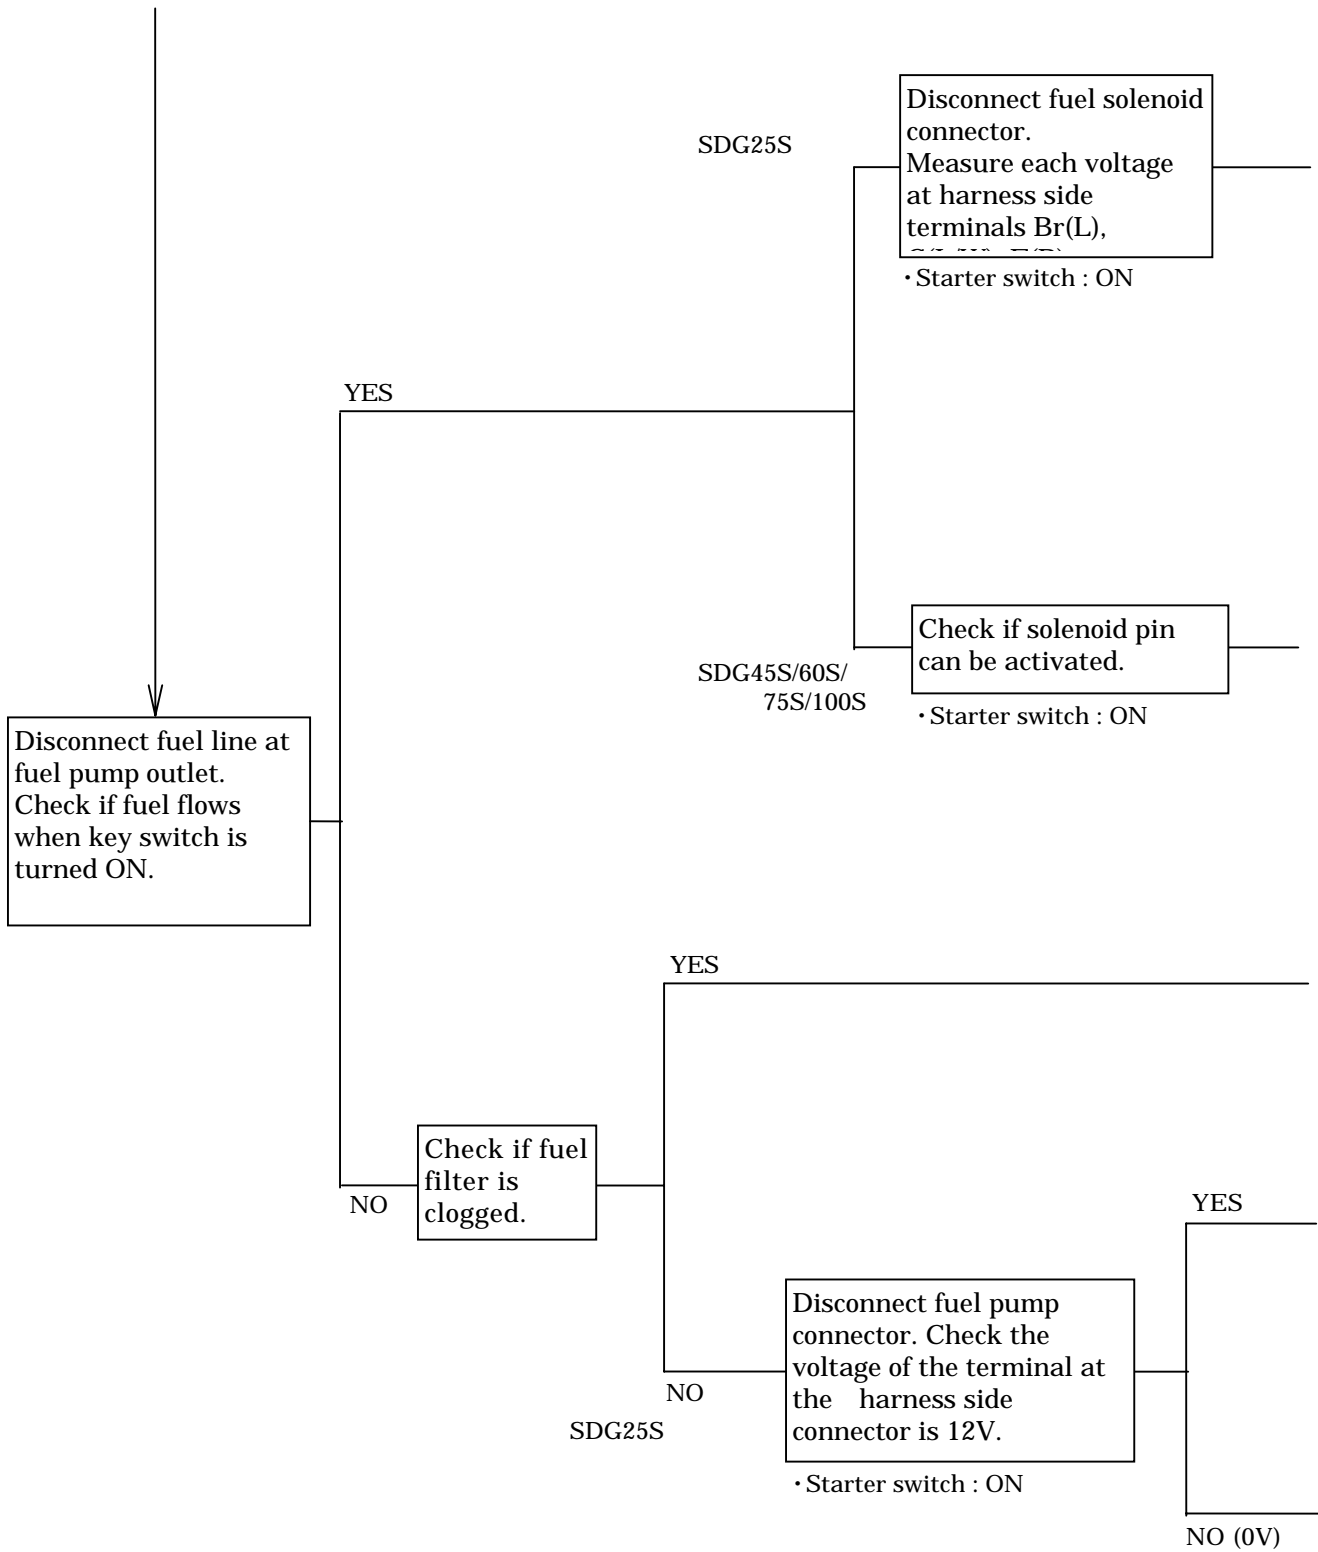 SDG25S
Disconnect fuel solenoid
connector.
Measure each voltage
at harness side
terminals Br(L),
・Starter switch : ON
YES
SDG45S/60S/
75S/100S
Check if solenoid pin
can be activated.
・Starter switch : ON
Disconnect fuel line at
fuel pump outlet.
Check if fuel flows
when key switch is
turned ON.
YES
NO
Check if fuel
filter is
clogged.
NO
SDG25S
Disconnect fuel pump
connector. Check the
voltage of the terminal at
the harness side
connector is 12V.
・Starter switch : ON
YES
NO (0V)